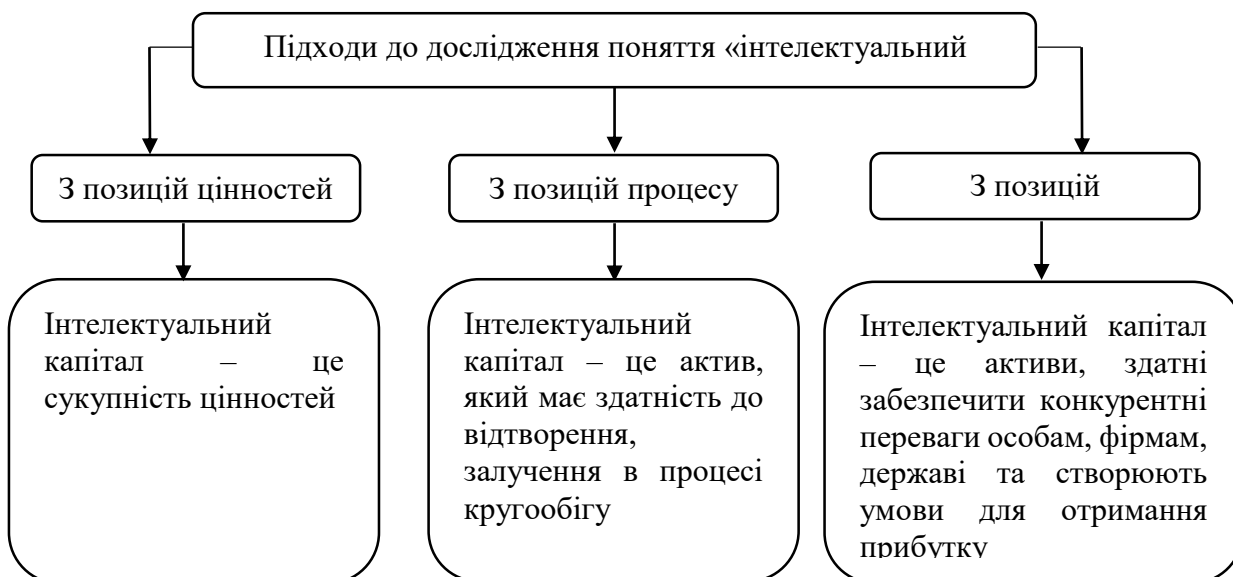 Підходи до дослідження поняття «інтелектуальний
З позицій цінностей
З позицій процесу
З позицій
Інтелектуальний
капітал – це
сукупність цінностей
Інтелектуальний
капітал – це актив,
який має здатність до
відтворення,
залучення в процесі
кругообігу
Інтелектуальний капітал
– це активи, здатні
забезпечити конкурентні
переваги особам, фірмам,
державі та створюють
умови для отримання
прибутку